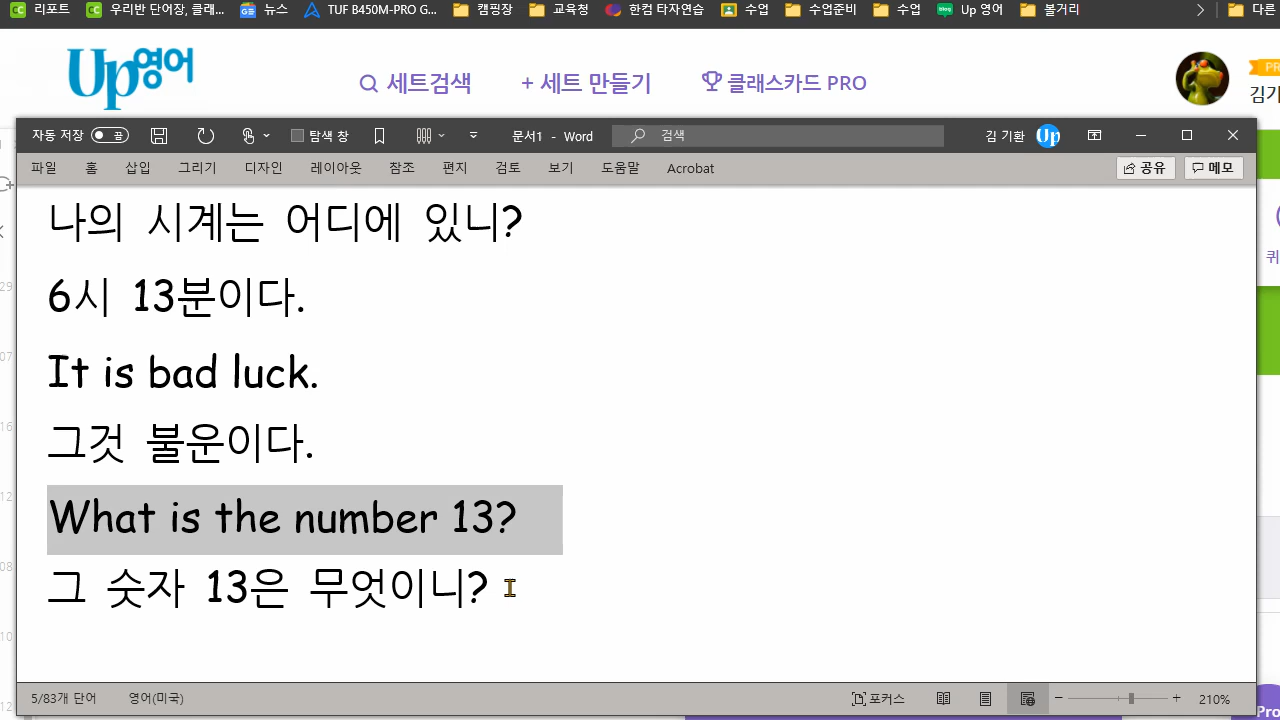 리포트 우리반 단어장, 클래... 뉴스 TUF B450M-PRO G... 캠핑장 교육청 한컴 타자연습 수업 수업준비 수업 Up 영어 볼거리 다른
Up영어 세트검색 + 세트 만들기 클래스카드 PRO
PR
김기
자동 저장 끔 탐색 창 문서1 - Word 검색 김 기환 Up
파일 홈 삽입 그리기 디자인 레이아웃 참조 편지 검토 보기 도움말 Acrobat 공유 메모
나의 시계는 어디에 있니?
퀴
6시 13분이다.
It is bad luck.
그것 불운이다.
What is the number 13?
그 숫자 13은 무엇이니?
5/83개 단어 영어(미국) 포커스 210%
Pro